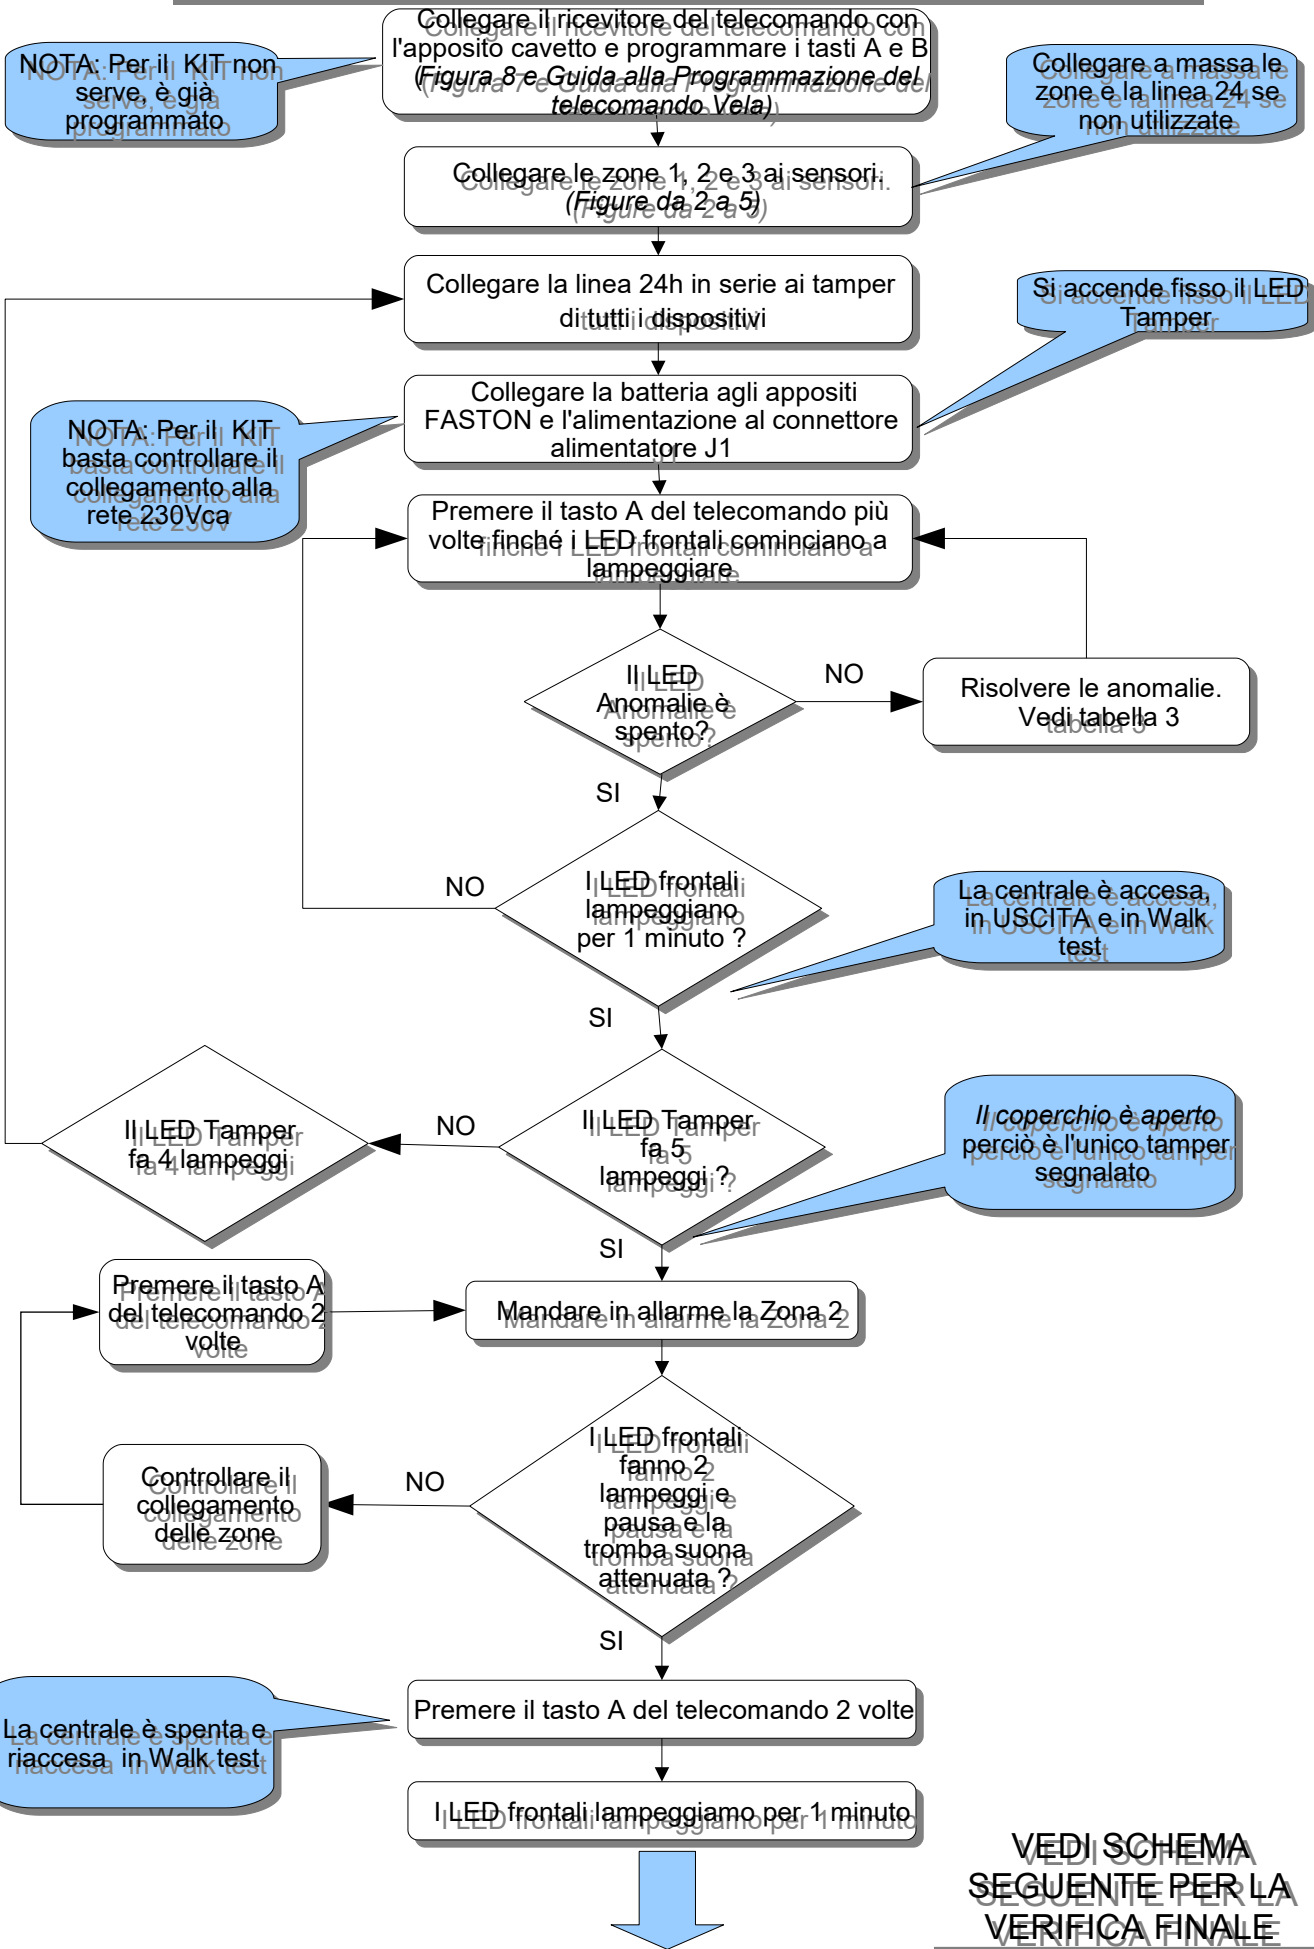 Collegare il ricevitore del telecomando con
l'apposito cavetto e programmare i tasti A e B
(Figura 8 e Guida alla Programmazione del
telecomando Vela)
NOTA: Per il KIT non
serve, è già
programmato
Collegare a massa le
zone e la linea 24 se
non utilizzate
Collegare le zone 1, 2 e 3 ai sensori.
(Figure da 2 a 5)
Collegare la linea 24h in serie ai tamper
di tutti i dispositivi
Si accende fisso il LED
Tamper
Collegare la batteria agli appositi
FASTON e l'alimentazione al connettore
alimentatore J1
NOTA: Per il KIT
basta controllare il
collegamento alla
rete 230Vca
Premere il tasto A del telecomando più
volte finché i LED frontali cominciano a
lampeggiare
Il LED
Anomalie è
spento?
NO
Risolvere le anomalie.
Vedi tabella 3
SI
I LED frontali
lampeggiano
per 1 minuto ?
NO
La centrale è accesa,
in USCITA e in Walk
test
SI
Il LED Tamper
fa 5
lampeggi ?
NO
Il LED Tamper
fa 4 lampeggi
Il coperchio è aperto
perciò è l'unico tamper
segnalato
SI
Premere il tasto A
del telecomando 2
volte
Mandare in allarme la Zona 2
I LED frontali
fanno 2
lampeggi e
pausa e la
tromba suona
attenuata ?
NO
Controllare il
collegamento
delle zone
SI
Premere il tasto A del telecomando 2 volte
La centrale è spenta e
riaccesa in Walk test
I LED frontali lampeggiamo per 1 minuto
VEDI SCHEMA
SEGUENTE PER LA
VERIFICA FINALE